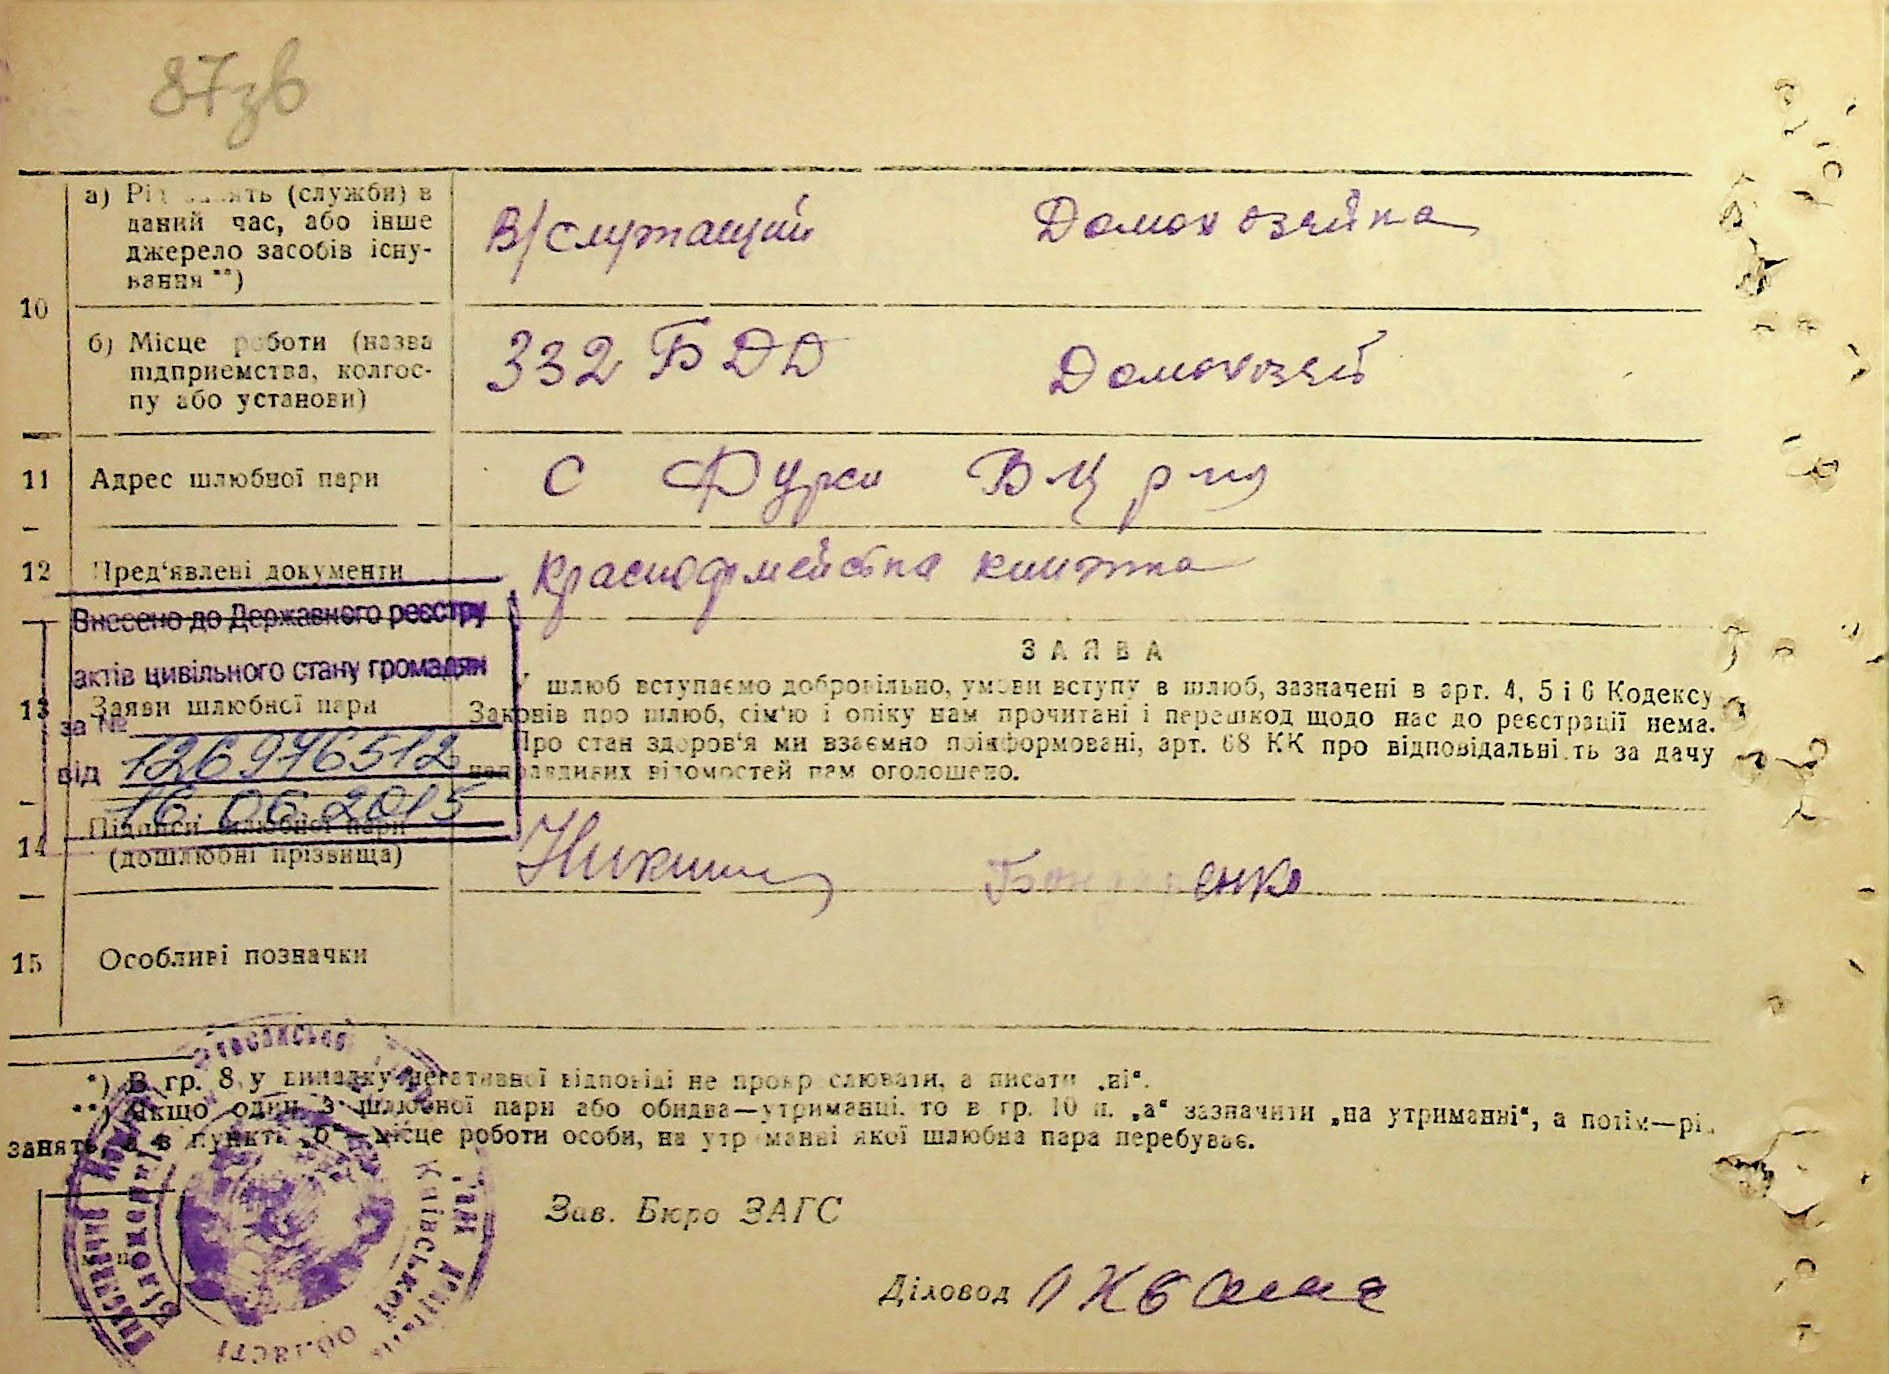 87зв
а) Рід занять (служби) в
даний час, або інше
джерело засобів існу-
вання **)
В/служащий Домохозяйка
10
б) Місце роботи (назва
підприємства, колгос-
пу або установи)
332 БДД Домохозяй
11 Адрес шлюбної пари
с Фурси БЦ р-на
12 Пред'явлені документи
Красноармейська книжка
Внесено до Державного реєстру
актів цивільного стану громадян
за №
126976512
від
16.06.2015
13 Заяви шлюбної пари
ЗАЯВА
У шлюб вступаємо добровільно, умови вступу в шлюб, зазначені в арт. 4, 5 і 6 Кодексу
Законів про шлюб, сім'ю і опіку нам прочитані і перешкод щодо нас до реєстрації нема.
Про стан здоров'я ми взаємно поінформовані, арт. 68 КК про відповідальність за дачу
неправдивих відомостей нам оголошено.
14 Підписи шлюбної пари
(дошлюбні прізвища)
Бондаренко
15 Особливі позначки
*) В гр. 8 у випадку негативної відповіді не прокреслювати, а писати „ні“.
**) Якщо один з шлюбної пари або обидва—утриманці, то в гр. 10 п. „а“ зазначити „на утриманні“, а потім—рід
занять, а в пункті „б“ місце роботи особи, на утриманні якої шлюбна пара перебуває.
Зав. Бюро ЗАГС
Діловод
Київської області